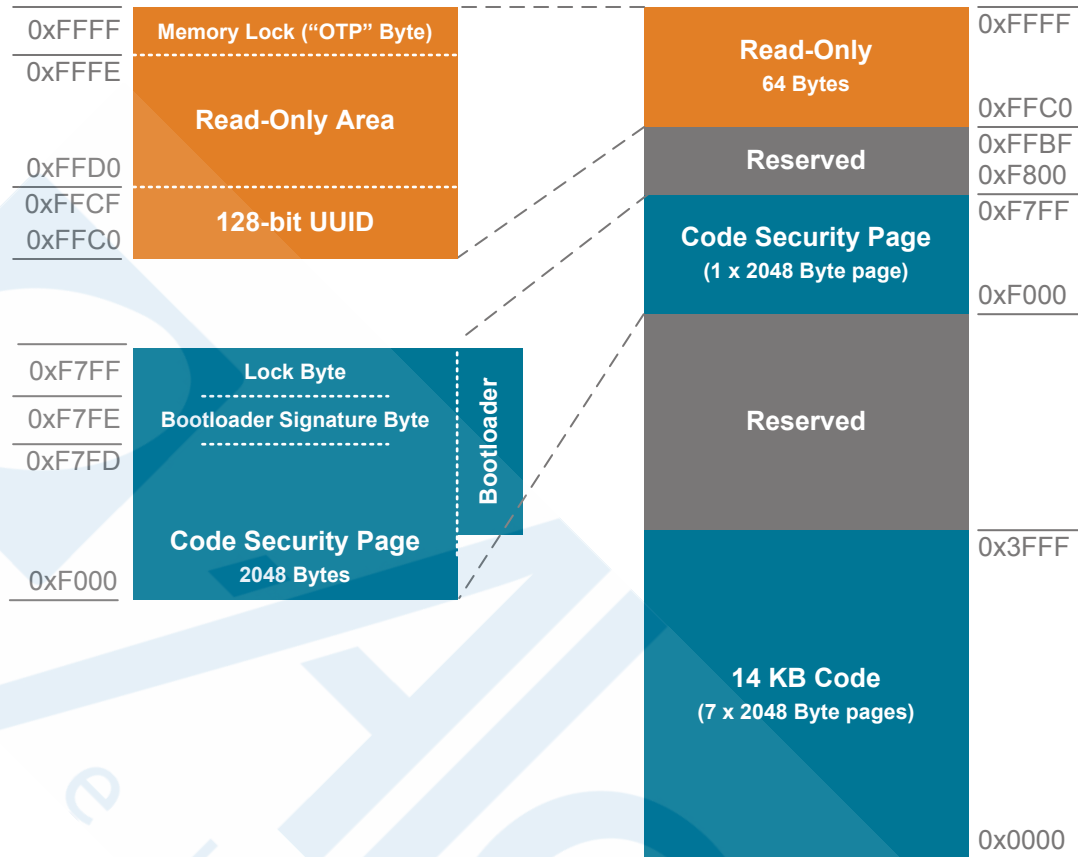 0xFFFF
Memory Lock (“OTP” Byte)
0xFFFE
Read-Only Area
0xFFD0
0xFFCF
128-bit UUID
0xFFC0
0xF7FF
Lock Byte
0xF7FE
Bootloader Signature Byte
0xF7FD
Bootloader
Code Security Page
2048 Bytes
0xF000
0xFFFF
Read-Only
64 Bytes
0xFFC0
0xFFBF
Reserved
0xF800
0xF7FF
Code Security Page
(1 x 2048 Byte page)
0xF000
Reserved
0x3FFF
14 KB Code
(7 x 2048 Byte pages)
0x0000